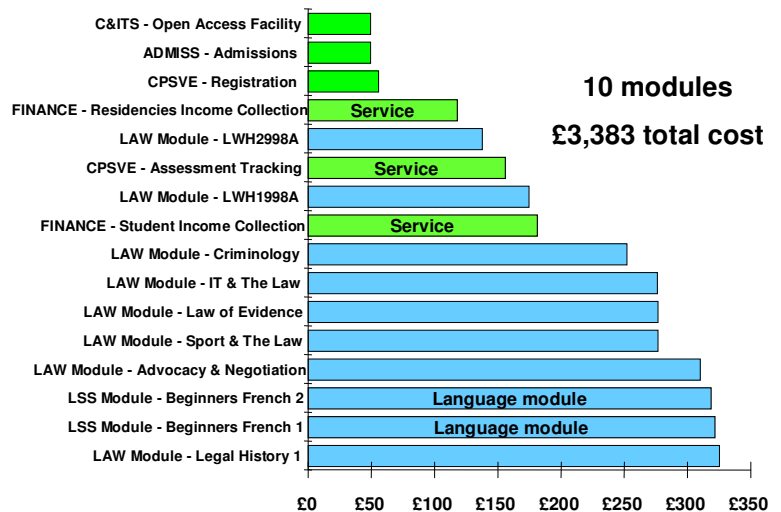 C&ITS - Open Access Facility
ADMISS - Admissions
CPSVE - Registration
10 modules
FINANCE - Residencies Income Collection
Service
LAW Module - LWH2998A
£3,383 total cost
CPSVE - Assessment Tracking
Service
LAW Module - LWH1998A
FINANCE - Student Income Collection
Service
LAW Module - Criminology
LAW Module - IT & The Law
LAW Module - Law of Evidence
LAW Module - Sport & The Law
LAW Module - Advocacy & Negotiation
LSS Module - Beginners French 2
Language module
LSS Module - Beginners French 1
Language module
LAW Module - Legal History 1
£0 £50 £100 £150 £200 £250 £300 £350